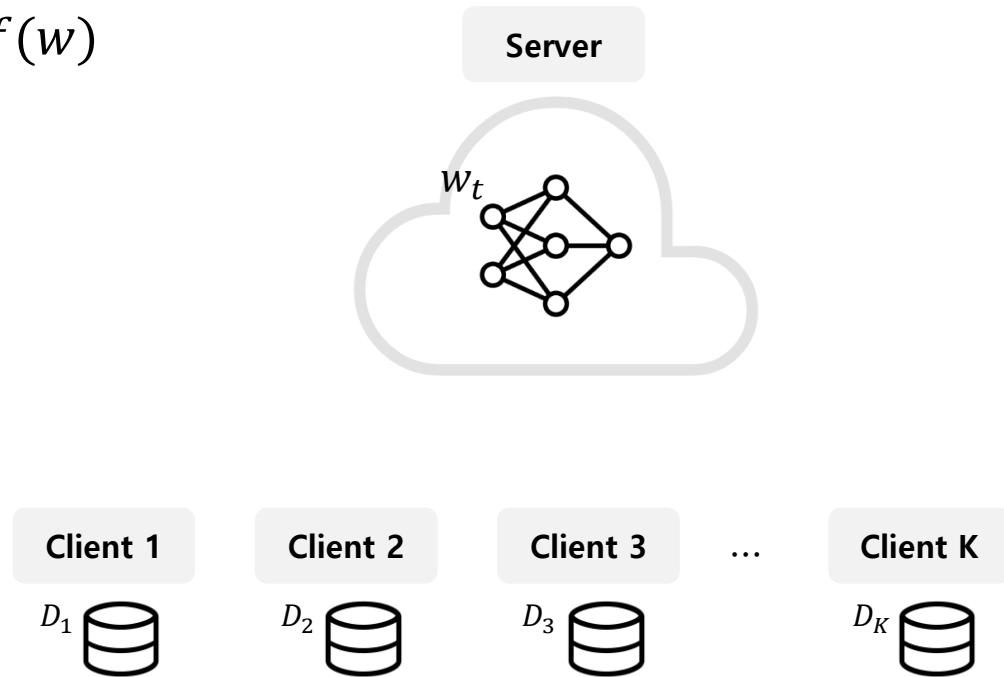 f(w)
Server
w_t
Client 1
Client 2
Client 3
...
Client K
D_1
D_2
D_3
D_K